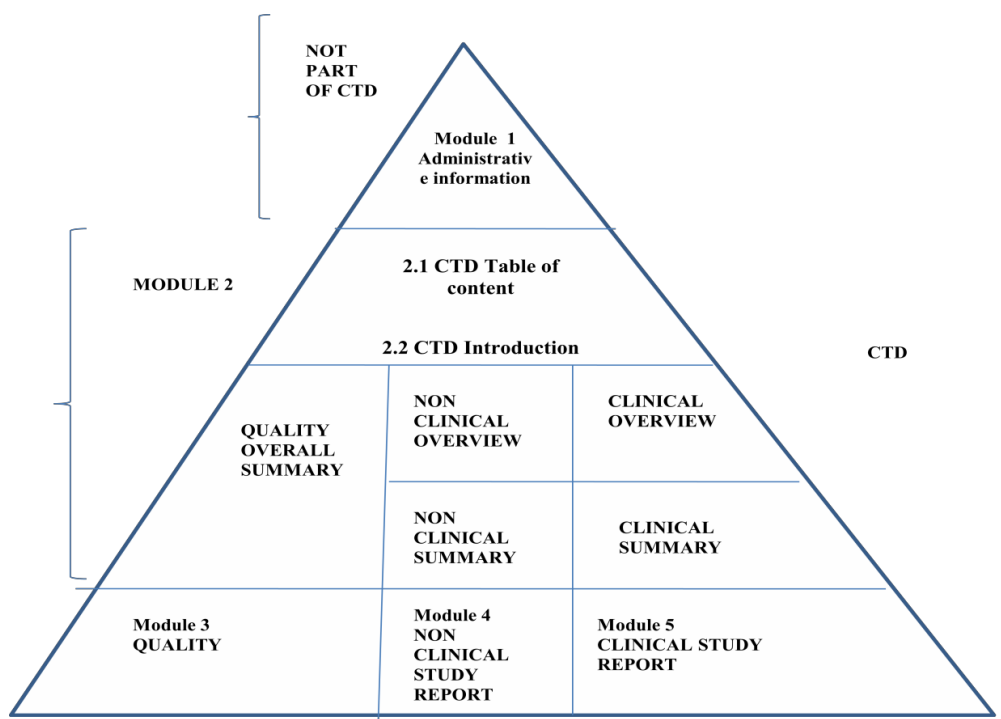 NOT
PART
OF CTD
Module 1
Administrativ
e information
MODULE 2
2.1 CTD Table of
content
2.2 CTD Introduction
CTD
QUALITY
OVERALL
SUMMARY
NON
CLINICAL
OVERVIEW
CLINICAL
OVERVIEW
NON
CLINICAL
SUMMARY
CLINICAL
SUMMARY
Module 3
QUALITY
Module 4
NON
CLINICAL
STUDY
REPORT
Module 5
CLINICAL STUDY
REPORT